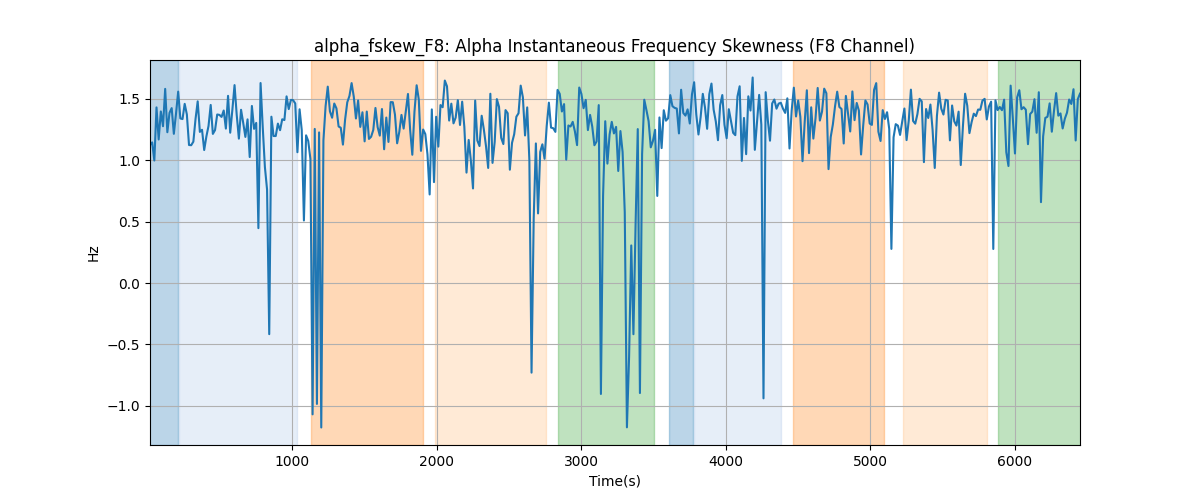 alpha_fskew_F8: Alpha Instantaneous Frequency Skewness (F8 Channel)
1.5
1.0
0.5
0.0
−0.5
−1.0
Hz
1000 2000 3000 4000 5000 6000
Time(s)